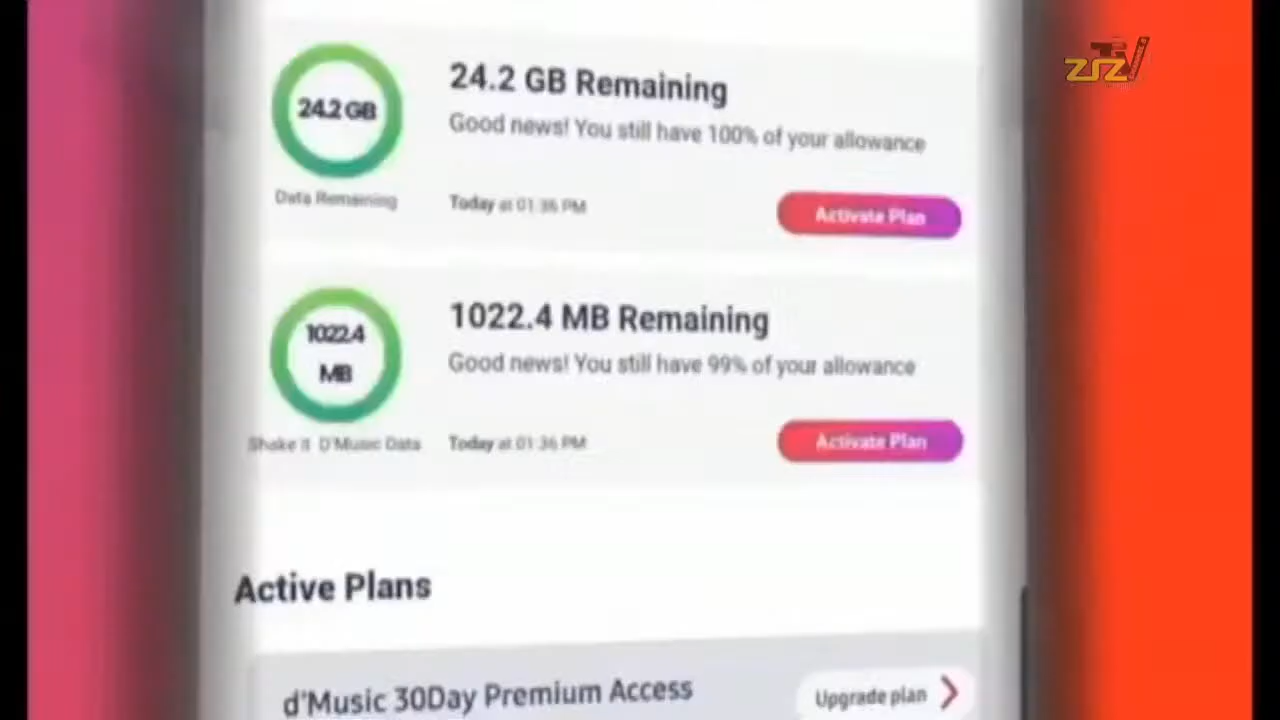 ZIZ
24.2 GB
24.2 GB Remaining
Good news! You still have 100% of your allowance
Data Remaining
Today at 01:36 PM
Activate Plan
1022.4
MB
1022.4 MB Remaining
Good news! You still have 99% of your allowance
Shake it D'Music Data
Today at 01:36 PM
Activate Plan
Active Plans
d'Music 30Day Premium Access
Upgrade plan